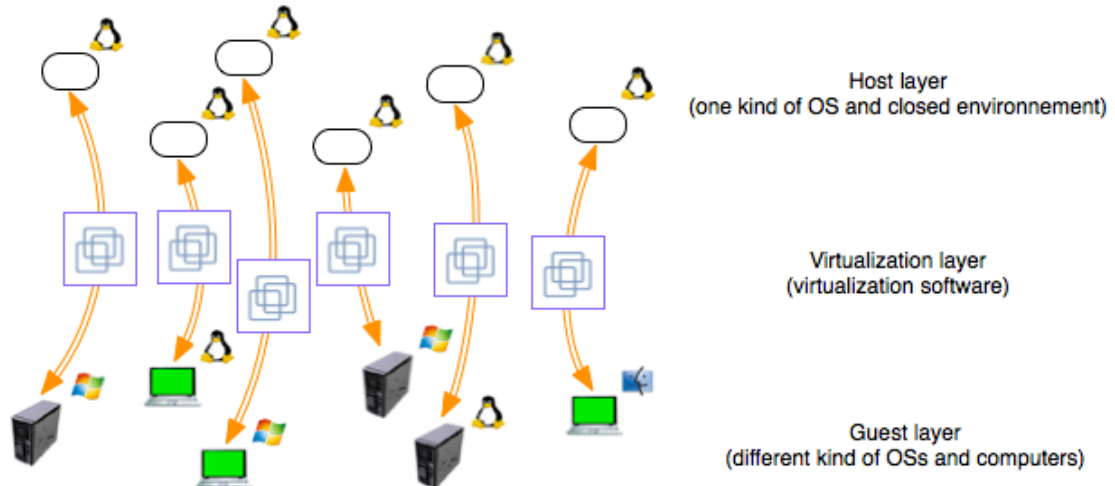 Host layer
(one kind of OS and closed environnement)
Virtualization layer
(virtualization software)
Guest layer
(different kind of OSs and computers)